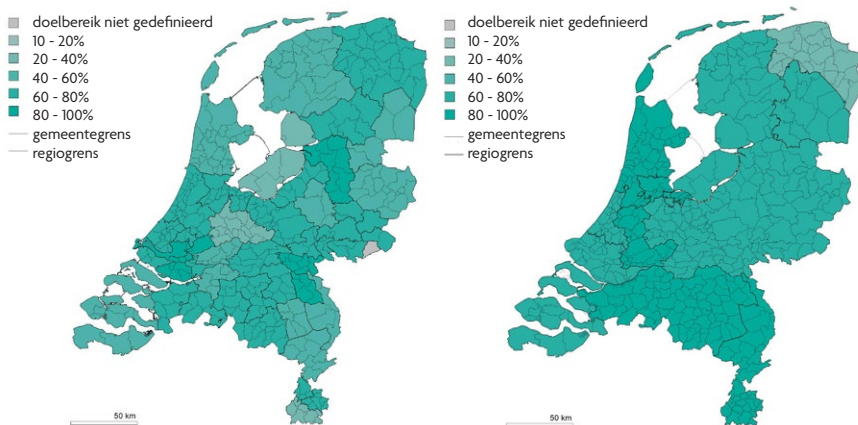 doelbereik niet gedefinieerd
10 - 20%
20 - 40%
40 - 60%
60 - 80%
80 - 100%
gemeentegrens
regiogrens
50 km
doelbereik niet gedefinieerd
10 - 20%
20 - 40%
40 - 60%
60 - 80%
80 - 100%
gemeentegrens
regiogrens
50 km